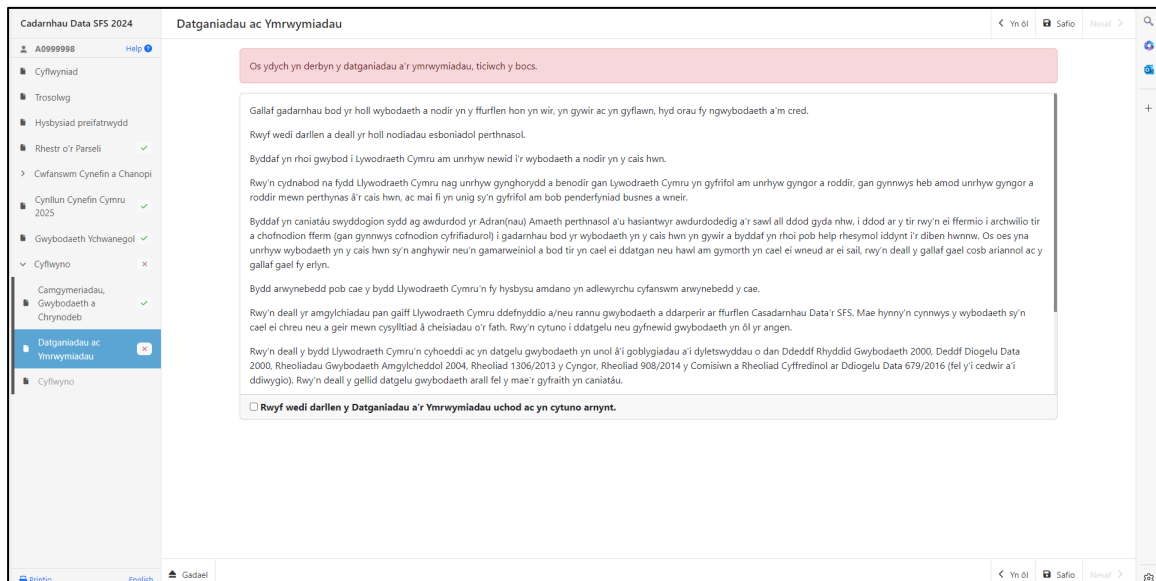 Cadarnhau Data SFS 2024
Datganiadau ac Ymrwymiadau
Yn ôl
Safio
Nesaf
A0999998
Help
Cyflwyniad
Trosolwg
Hysbysiad preifatrwydd
Rhestr o'r Parseli
Cwfanswm Cynefin a Chanopi
Cynllun Cynefin Cymru
2025
Gwybodaeth Ychwanegol
Cyflwyno
Camgymeriadau,
Gwybodaeth a
Chrynodeb
Datganiadau ac
Ymrwymiadau
Cyflwyno
Os ydych yn derbyn y datganiadau a'r ymrwymiadau, ticiwch y bocs.
Gallaf gadarnhau bod yr holl wybodaeth a nodir yn y ffurflen hon yn wir, yn gywir ac yn gyflawn, hyd orau fy ngwybodaeth a'm cred.
Rwyf wedi darllen a deall yr holl nodiadau esboniadol perthnasol.
Byddaf yn rhoi gwybod i Lywodraeth Cymru am unrhyw newid i'r wybodaeth a nodir yn y cais hwn.
Rwy'n cydnabod na fydd Llywodraeth Cymru nag unrhyw gynghorydd a benodir gan Lywodraeth Cymru yn gyfrifol am unrhyw gyngor a roddir, gan gynnwys heb amod unrhyw gyngor a
roddir mewn perthynas â'r cais hwn, ac mai fi yn unig sy'n gyfrifol am bob penderfyniad busnes a wneir.
Byddaf yn caniatáu swyddogion sydd ag awdurdod yr Adran(nau) Amaeth perthnasol a'u hasiantwyr awdurdodedig a'r sawl all ddod gyda nhw, i ddod ar y tir rwy'n ei ffermio i archwilio tir
a chofnodion fferm (gan gynnwys cofnodion cyfrifiadurol) i gadarnhau bod yr wybodaeth yn y cais hwn yn gywir a byddaf yn rhoi pob help rhesymol iddynt i'r diben hwnnw. Os oes yna
unrhyw wybodaeth yn y cais hwn sy'n anghywir neu'n gamarweiniol a bod tir yn cael ei ddatgan neu hawl am gymorth yn cael ei wneud ar ei sail, rwy'n deall y gallaf gael cosb ariannol ac y
gallaf gael fy erlyn.
Bydd arwynebedd pob cae y bydd Llywodraeth Cymru'n fy hysbysu amdano yn adlewyrchu cyfanswm arwynebedd y cae.
Rwy'n deall yr amgylchiadau pan gaiff Llywodraeth Cymru ddefnyddio a/neu rannu gwybodaeth a ddarperir ar ffurflen Casadarnhau Data'r SFS. Mae hynny'n cynnwys y wybodaeth sy'n
cael ei chreu neu a geir mewn cysylltiad â cheisiadau o'r fath. Rwy'n cytuno i ddatgelu neu gyfnewid gwybodaeth yn ôl yr angen.
Rwy'n deall y bydd Llywodraeth Cymru'n cyhoeddi ac yn datgelu gwybodaeth yn unol â'i goblygiadau a'i dyletswyddau o dan Ddeddf Rhyddid Gwybodaeth 2000, Deddf Diogelu Data
2000, Rheoliadau Gwybodaeth Amgylcheddol 2004, Rheoliad 1306/2013 y Cyngor, Rheoliad 908/2014 y Comisiwn a Rheoliad Cyffredinol ar Ddiogelu Data 679/2016 (fel y'i cedwir a'i
ddiwygio). Rwy'n deall y gellid datgelu gwybodaeth arall fel y mae'r gyfraith yn caniatáu.
Rwyf wedi darllen y Datganiadau a'r Ymrwymiadau uchod ac yn cytuno arnynt.
Printio
English
Gadael
Yn ôl
Safio
Nesaf